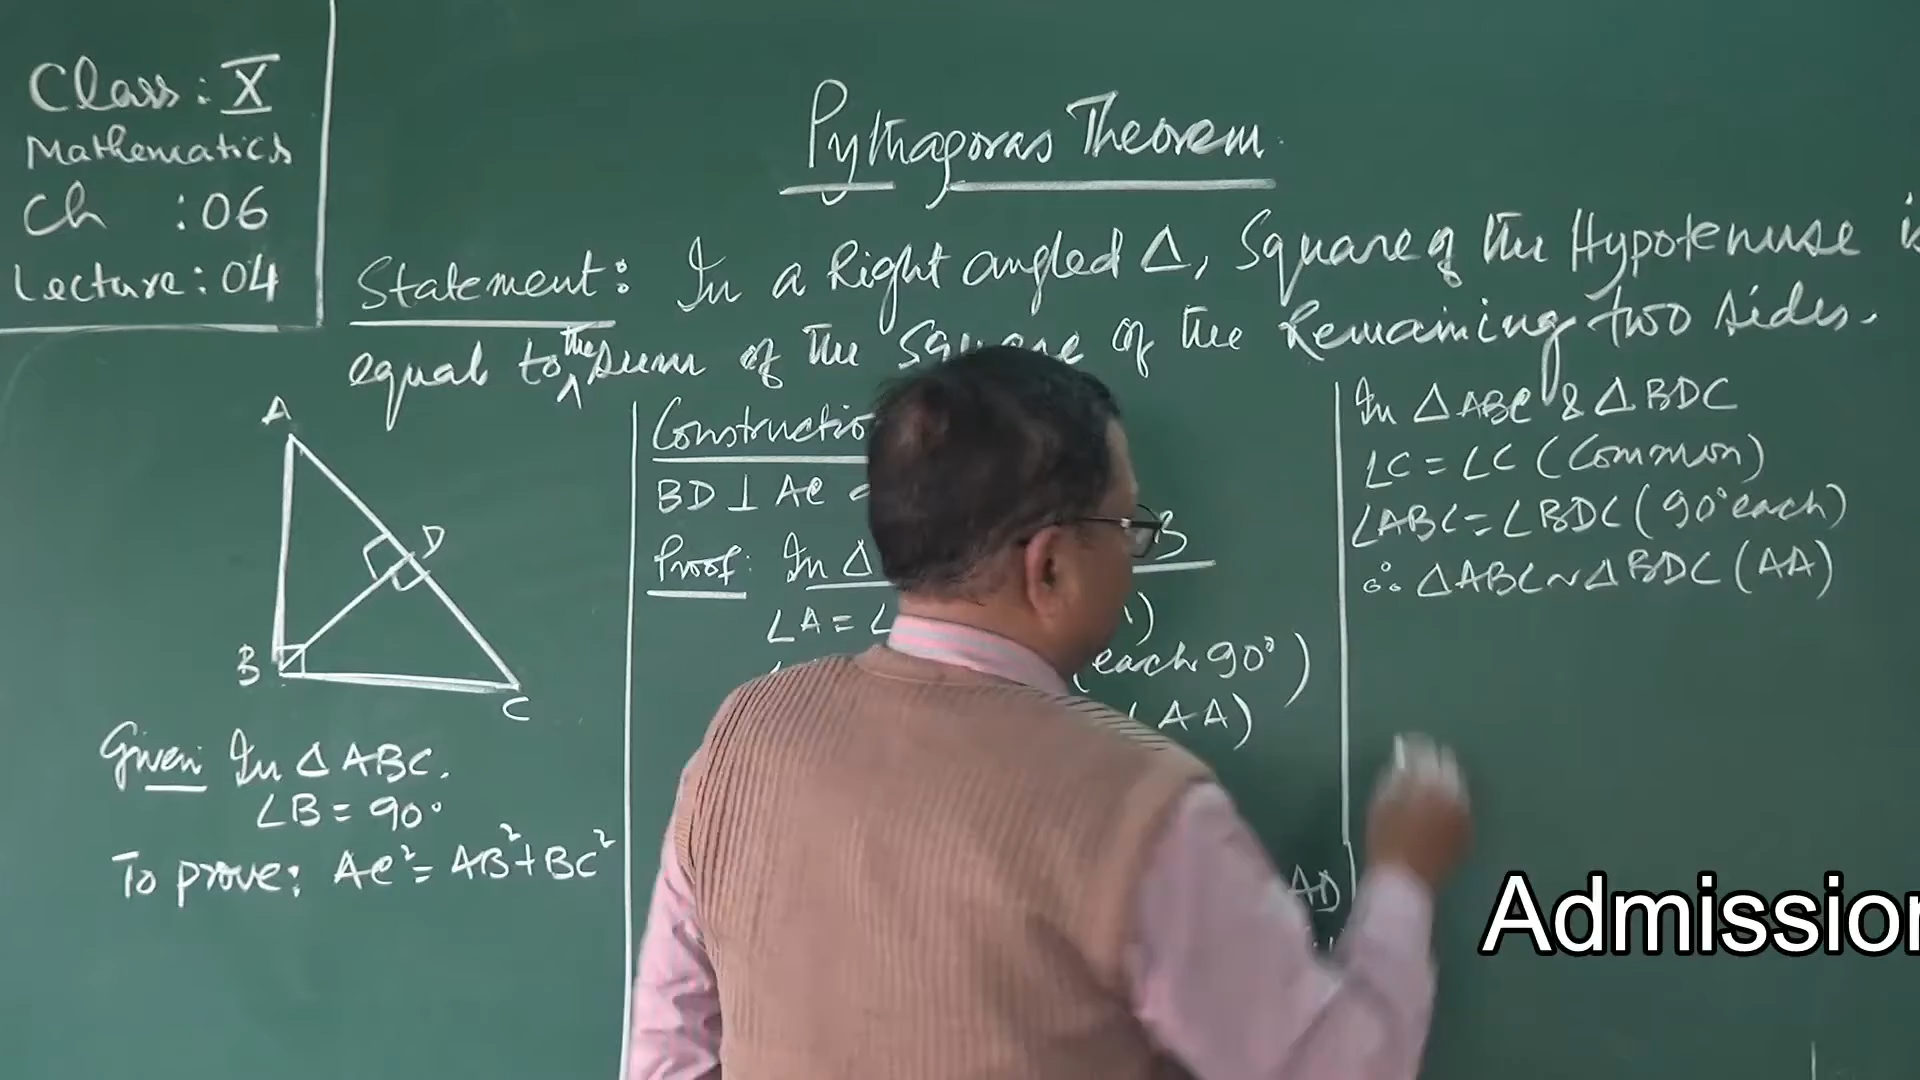 Class: X
Mathematics
Ch : 06
Lecture: 04
Pythagoras Theorem
Statement: In a Right angled Δ, Square of the Hypotenuse is
equal to the sum of the Square of the Remaining two sides.
A
D
B
C
Given In Δ ABC.
∠B = 90°
To prove: AC² = AB² + BC²
Construction
BD ⊥ AC
Proof: In Δ B
∠A = ∠ )
(each 90°)
(AA)
AD
In Δ ABC & Δ BDC
∠C = ∠C (Common)
∠ABC = ∠BDC (90° each)
∴ Δ ABC ~ Δ BDC (AA)
Admission